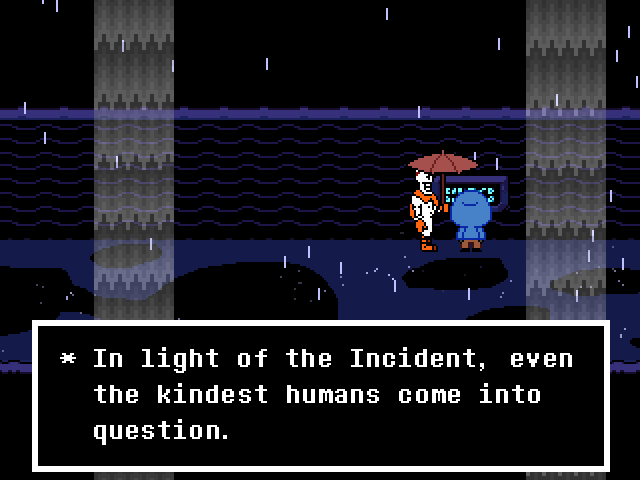 * In light of the Incident, even
the kindest humans come into
question.